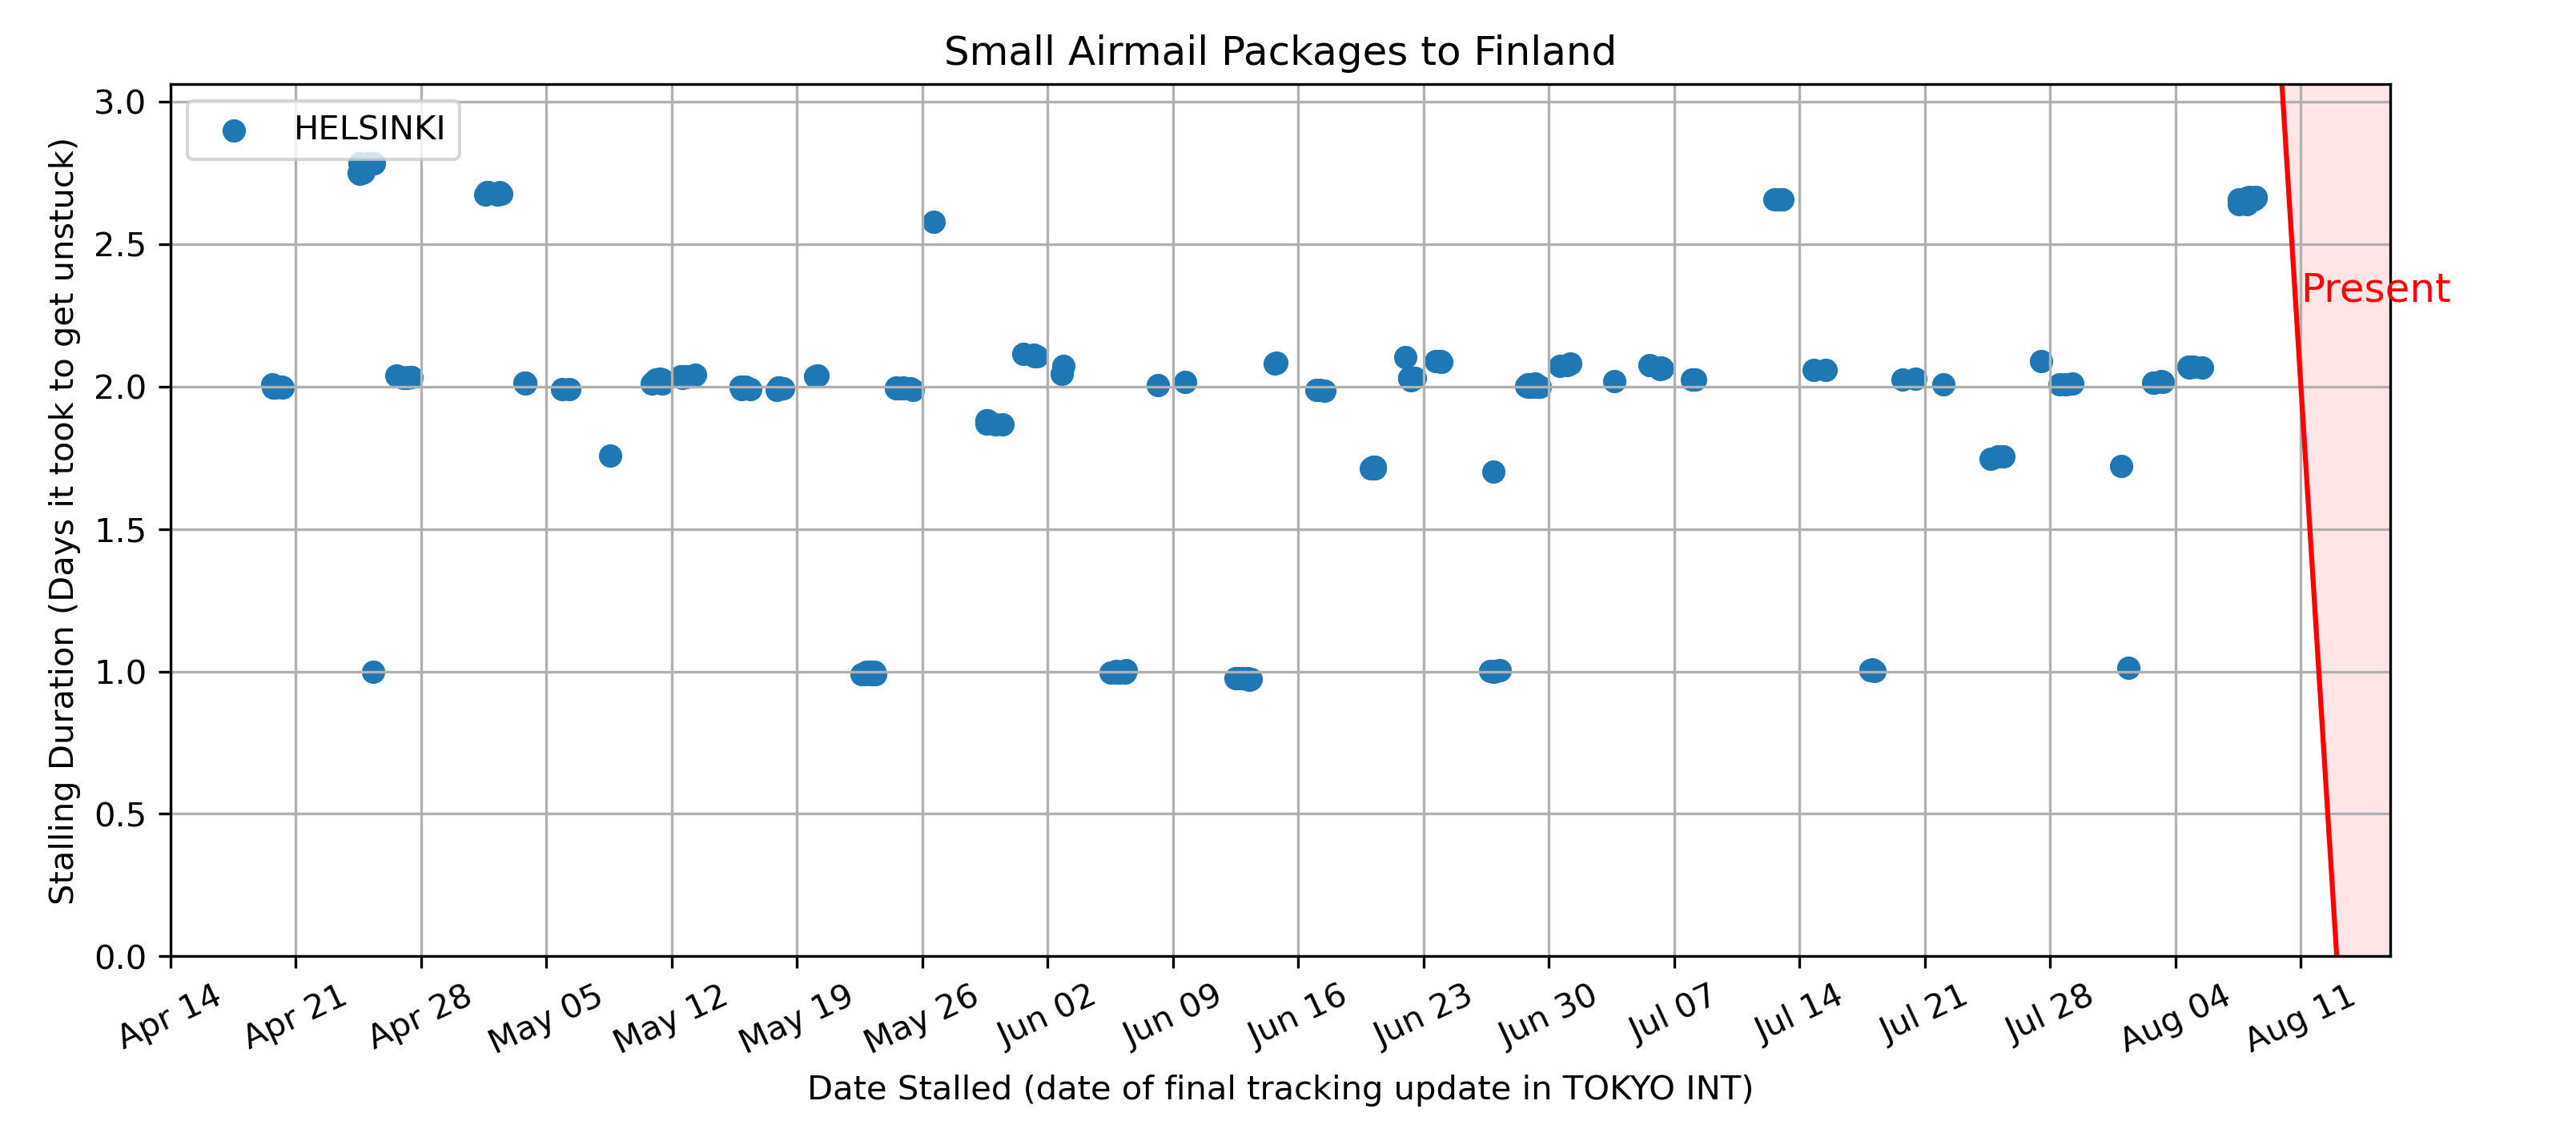 Small Airmail Packages to Finland
HELSINKI
Present
Stalling Duration (Days it took to get unstuck)
3.0
2.5
2.0
1.5
1.0
0.5
0.0
Apr 14
Apr 21
Apr 28
May 05
May 12
May 19
May 26
Jun 02
Jun 09
Jun 16
Jun 23
Jun 30
Jul 07
Jul 14
Jul 21
Jul 28
Aug 04
Aug 11
Date Stalled (date of final tracking update in TOKYO INT)